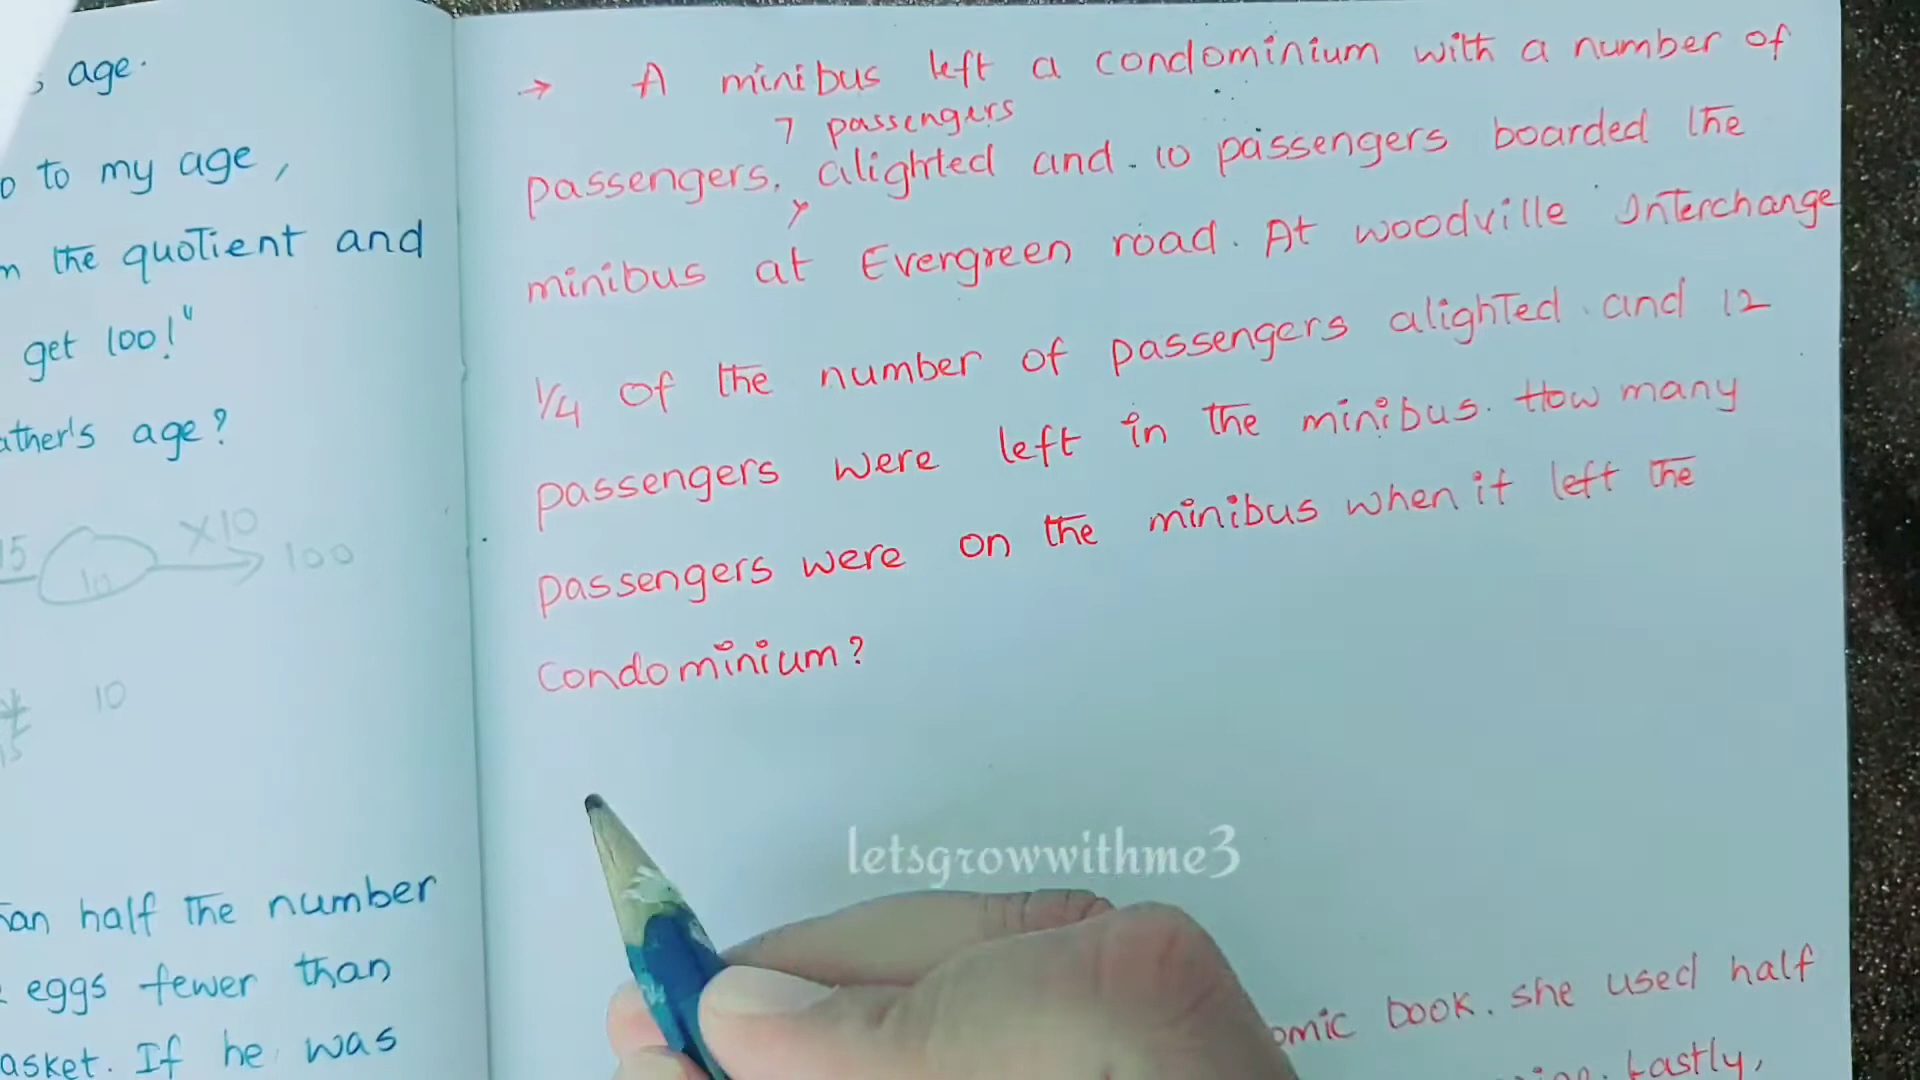 age.
to my age,
the quotient and
get 100!"
age?
15 10 ×10 100
10
15
half the number
eggs fewer than
If he was
→ A minibus left a condominium with a number of
7 passengers
passengers, alighted and 10 passengers boarded the
minibus at Evergreen road. At woodville Interchange
1/4 of the number of passengers alighted and 12
passengers were left in the minibus. How many
passengers were on the minibus when it left the
condominium?
letsgrowwithme3
book. she used half
Lastly,